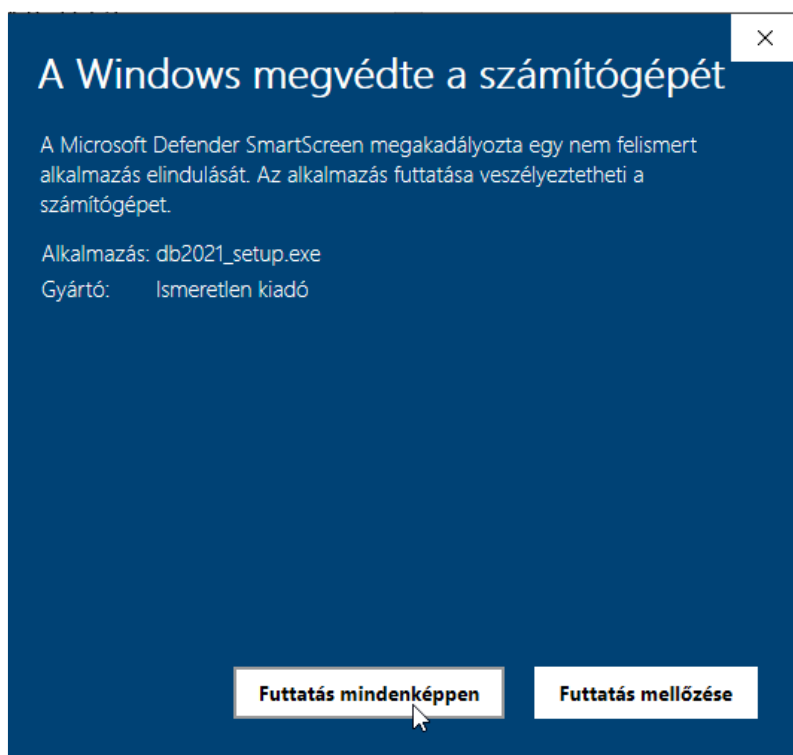 A Windows megvédte a számítógépét
A Microsoft Defender SmartScreen megakadályozta egy nem felismert
alkalmazás elindulását. Az alkalmazás futtatása veszélyeztetheti a
számítógépet.
Alkalmazás: db2021_setup.exe
Gyártó: Ismeretlen kiadó
Futtatás mindenképpen
Futtatás mellőzése